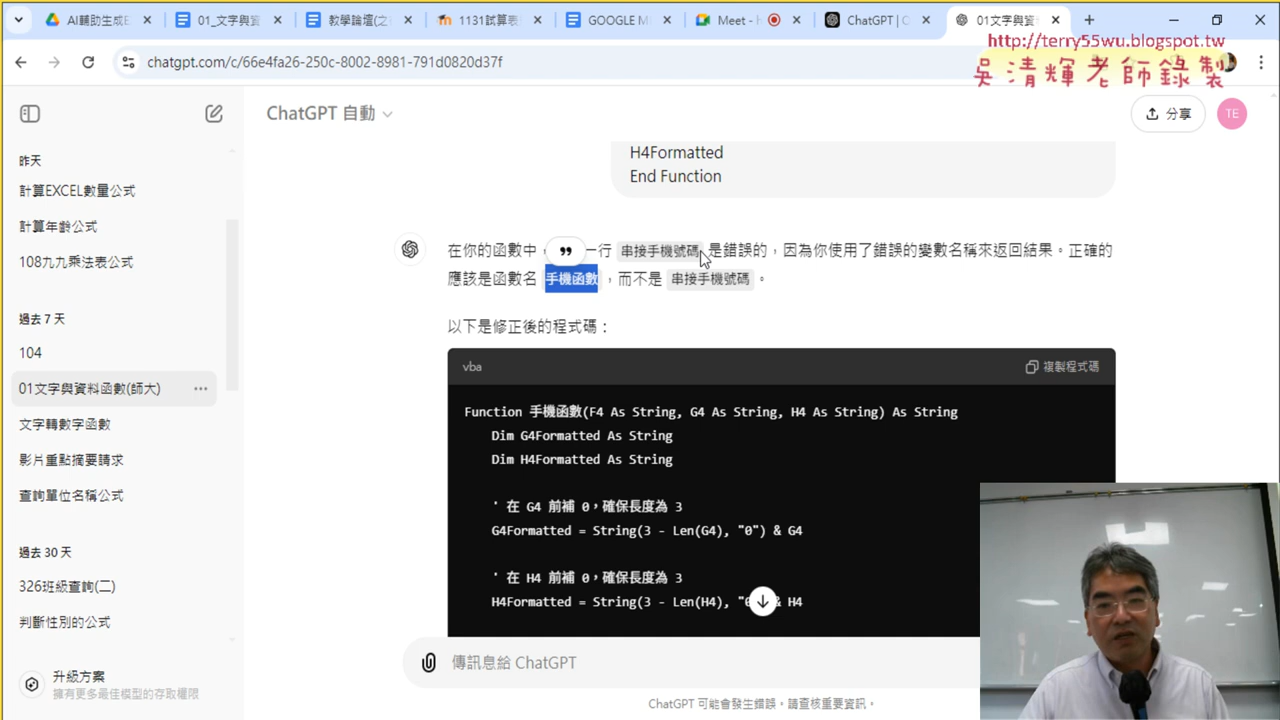 AI輔助生成E
01_文字與資
教學論壇(之
1131試算表
GOOGLE M
Meet - h
ChatGPT | C
01文字與資
http://terry55wu.blogspot.tw
chatgpt.com/c/66e4fa26-250c-8002-8981-791d0820d37f
吳清輝老師錄製
ChatGPT 自動
分享
TE
昨天
計算EXCEL數量公式
計算年齡公式
108九九乘法表公式
過去 7 天
104
01文字與資料函數(師大)
文字轉數字函數
影片重點摘要請求
查詢單位名稱公式
過去 30 天
326班級查詢(二)
判斷性別的公式
升級方案
擁有更多最佳模型的存取權限
H4Formatted
End Function
在你的函數中, 一行 串接手機號碼 是錯誤的，因為你使用了錯誤的變數名稱來返回結果。正確的
應該是函數名 手機函數 ，而不是 串接手機號碼 。
以下是修正後的程式碼：
vba
複製程式碼
Function 手機函數(F4 As String, G4 As String, H4 As String) As String
Dim G4Formatted As String
Dim H4Formatted As String
' 在 G4 前補 0，確保長度為 3
G4Formatted = String(3 - Len(G4), "0") & G4
' 在 H4 前補 0，確保長度為 3
H4Formatted = String(3 - Len(H4), "0 & H4
傳訊息給 ChatGPT
ChatGPT 可能會發生錯誤。請查核重要資訊。